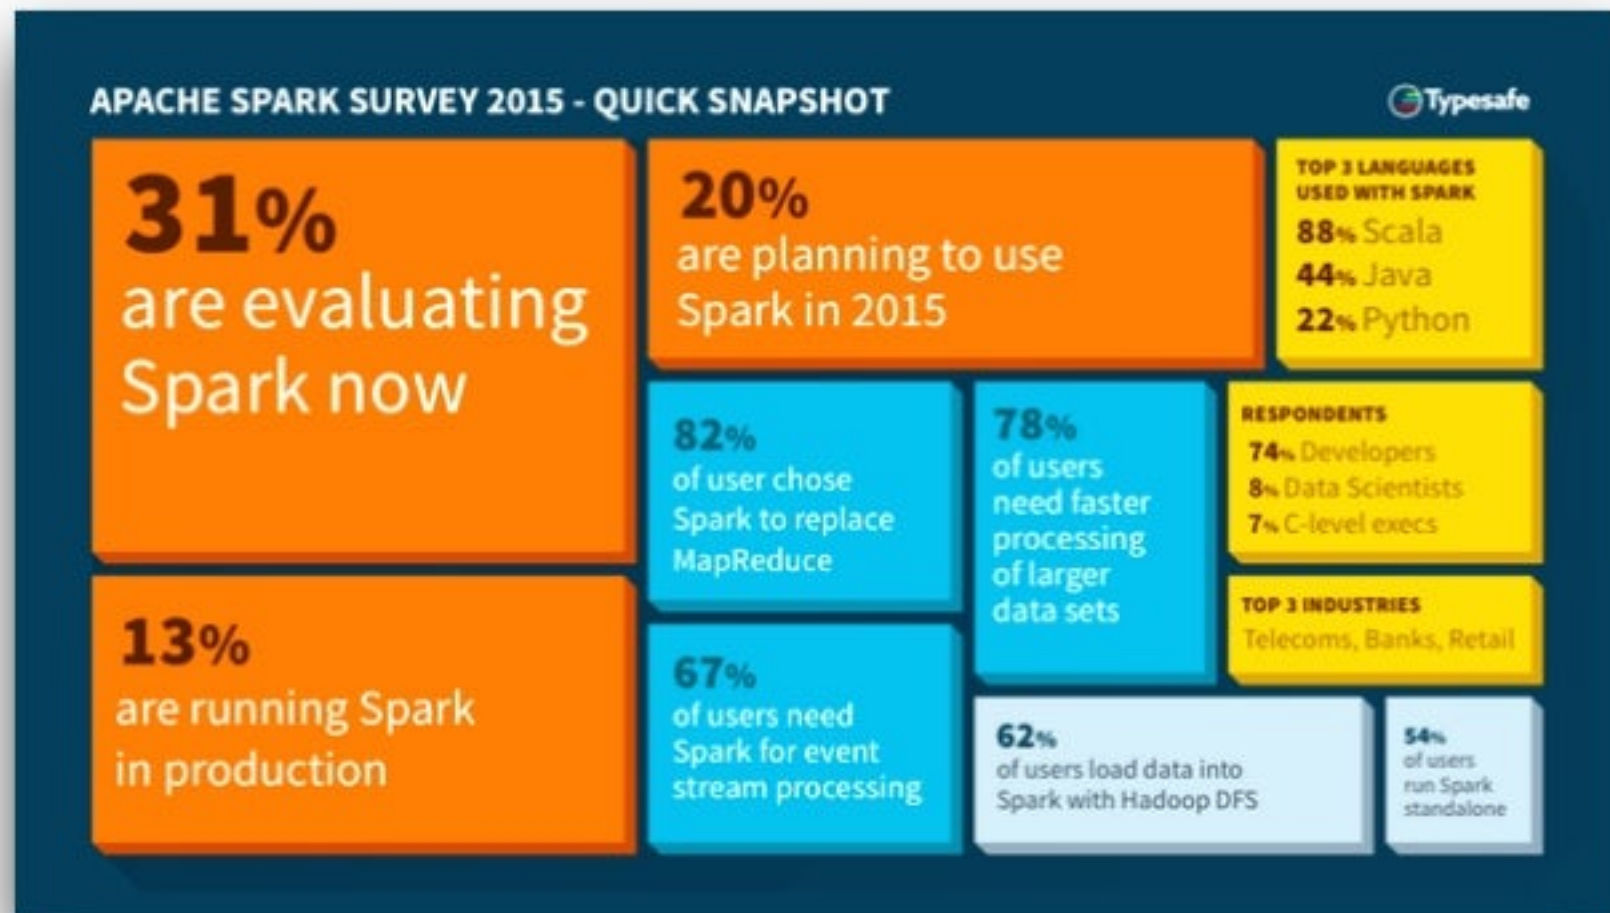 APACHE SPARK SURVEY 2015 - QUICK SNAPSHOT
Typesafe
31%
are evaluating
Spark now
20%
are planning to use
Spark in 2015
TOP 3 LANGUAGES
USED WITH SPARK
88% Scala
44% Java
22% Python
82%
of user chose
Spark to replace
MapReduce
78%
of users
need faster
processing
of larger
data sets
RESPONDENTS
74% Developers
8% Data Scientists
7% C-level execs
13%
are running Spark
in production
67%
of users need
Spark for event
stream processing
TOP 3 INDUSTRIES
Telecoms, Banks, Retail
62%
of users load data into
Spark with Hadoop DFS
54%
of users
run Spark
standalone